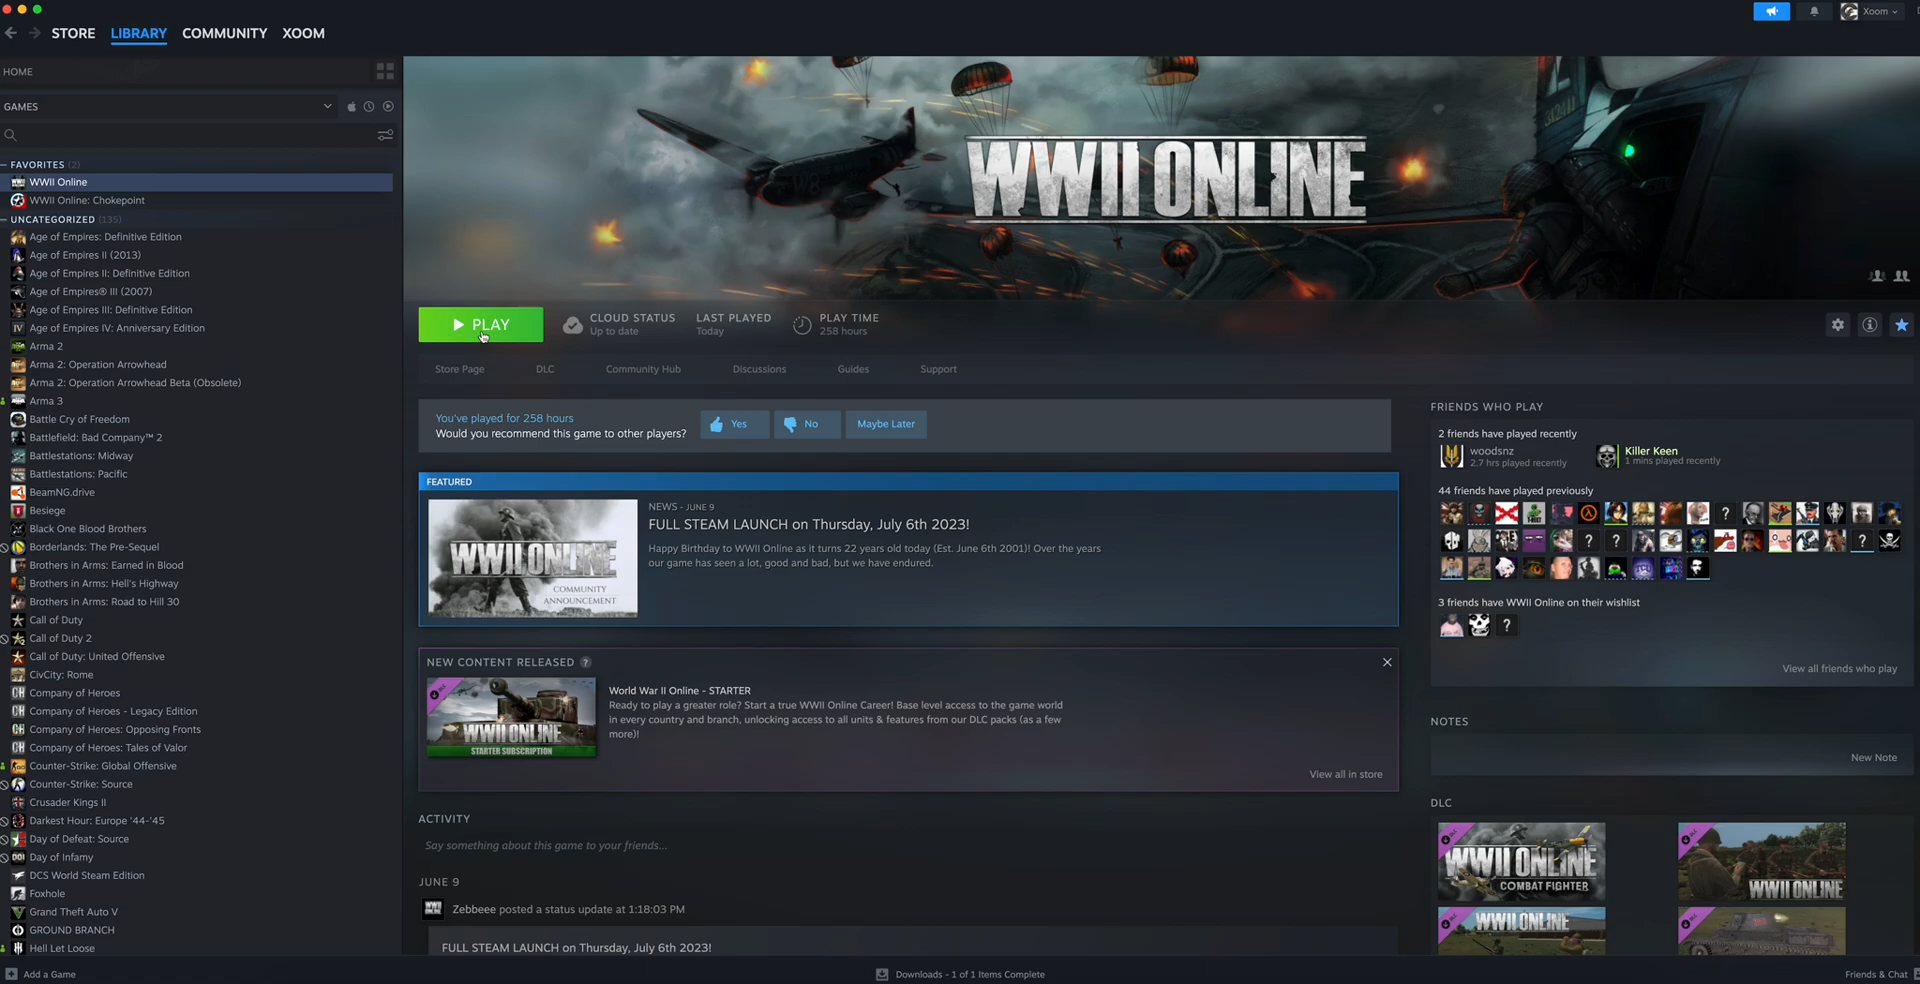 Xoom
STORE LIBRARY COMMUNITY XOOM
HOME
GAMES
FAVORITES (2)
WWII Online
WWII Online: Chokepoint
UNCATEGORIZED (135)
Age of Empires: Definitive Edition
Age of Empires II (2013)
Age of Empires II: Definitive Edition
Age of Empires® III (2007)
Age of Empires III: Definitive Edition
Age of Empires IV: Anniversary Edition
Arma 2
Arma 2: Operation Arrowhead
Arma 2: Operation Arrowhead Beta (Obsolete)
Arma 3
Battle Cry of Freedom
Battlefield: Bad Company™ 2
Battlestations: Midway
Battlestations: Pacific
BeamNG.drive
Besiege
Black One Blood Brothers
Borderlands: The Pre-Sequel
Brothers in Arms: Earned in Blood
Brothers in Arms: Hell's Highway
Brothers in Arms: Road to Hill 30
Call of Duty
Call of Duty 2
Call of Duty: United Offensive
CivCity: Rome
Company of Heroes
Company of Heroes - Legacy Edition
Company of Heroes: Opposing Fronts
Company of Heroes: Tales of Valor
Counter-Strike: Global Offensive
Counter-Strike: Source
Crusader Kings II
Darkest Hour: Europe '44-'45
Day of Defeat: Source
Day of Infamy
DCS World Steam Edition
Foxhole
Grand Theft Auto V
GROUND BRANCH
Hell Let Loose
Add a Game
WWII ONLINE
PLAY
CLOUD STATUS
Up to date
LAST PLAYED
Today
PLAY TIME
258 hours
Store Page DLC Community Hub Discussions Guides Support
You've played for 258 hours
Would you recommend this game to other players?
Yes No Maybe Later
FEATURED
WWII ONLINE
COMMUNITY
ANNOUNCEMENT
NEWS - JUNE 9
FULL STEAM LAUNCH on Thursday, July 6th 2023!
Happy Birthday to WWII Online as it turns 22 years old today (Est. June 6th 2001)! Over the years
our game has seen a lot, good and bad, but we have endured.
NEW CONTENT RELEASED ?
WWII ONLINE
STARTER SUBSCRIPTION
World War II Online - STARTER
Ready to play a greater role? Start a true WWII Online Career! Base level access to the game world
in every country and branch, unlocking access to all units & features from our DLC packs (as a few
more)!
View all in store
ACTIVITY
Say something about this game to your friends...
JUNE 9
Zebbeee posted a status update at 1:18:03 PM
FULL STEAM LAUNCH on Thursday, July 6th 2023!
FRIENDS WHO PLAY
2 friends have played recently
woodsnz
2.7 hrs played recently
Killer Keen
1 mins played recently
44 friends have played previously
3 friends have WWII Online on their wishlist
View all friends who play
NOTES
New Note
DLC
WWII ONLINE
COMBAT FIGHTER
WWII ONLINE
WWII ONLINE
Downloads - 1 of 1 Items Complete
Friends & Chat